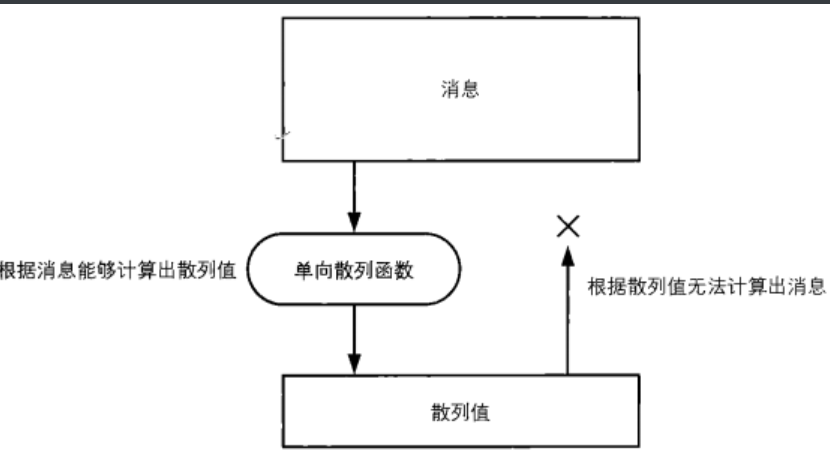 消息
根据消息能够计算出散列值
单向散列函数
根据散列值无法计算出消息
散列值